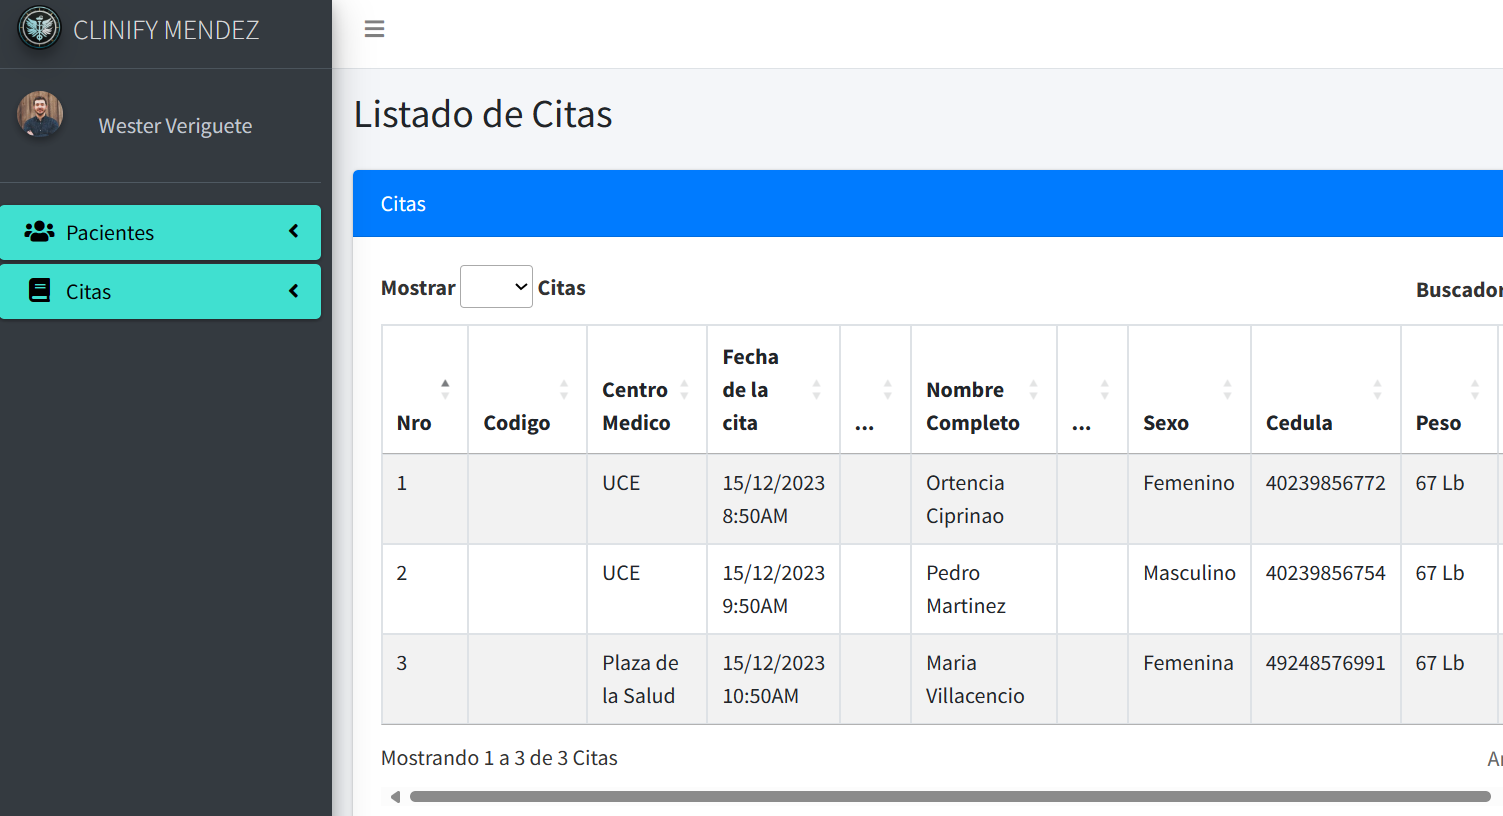 CLINIFY MENDEZ
Wester Veriguete
Pacientes
Citas
Listado de Citas
Citas
Mostrar Citas
Buscador
Nro Codigo Centro Medico Fecha de la cita ... Nombre Completo ... Sexo Cedula Peso
1 UCE 15/12/2023 8:50AM Ortencia Ciprinao Femenino 40239856772 67 Lb
2 UCE 15/12/2023 9:50AM Pedro Martinez Masculino 40239856754 67 Lb
3 Plaza de la Salud 15/12/2023 10:50AM Maria Villacencio Femenina 49248576991 67 Lb
Mostrando 1 a 3 de 3 Citas